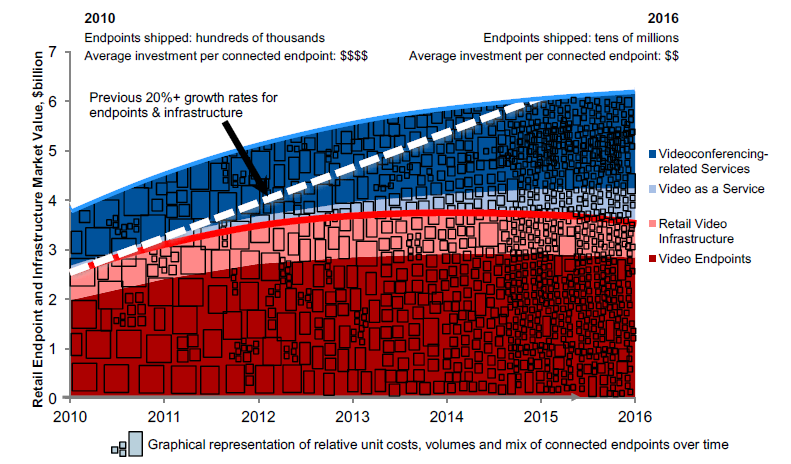 2010
2016
Endpoints shipped: hundreds of thousands
Endpoints shipped: tens of millions
Average investment per connected endpoint: $$$$
Average investment per connected endpoint: $$
Retail Endpoint and Infrastructure Market Value, $billion
7
6
5
4
3
2
1
0
Previous 20%+ growth rates for
endpoints & infrastructure
Videoconferencing-
related Services
Video as a Service
Retail Video
Infrastructure
Video Endpoints
2010
2011
2012
2013
2014
2015
2016
Graphical representation of relative unit costs, volumes and mix of connected endpoints over time